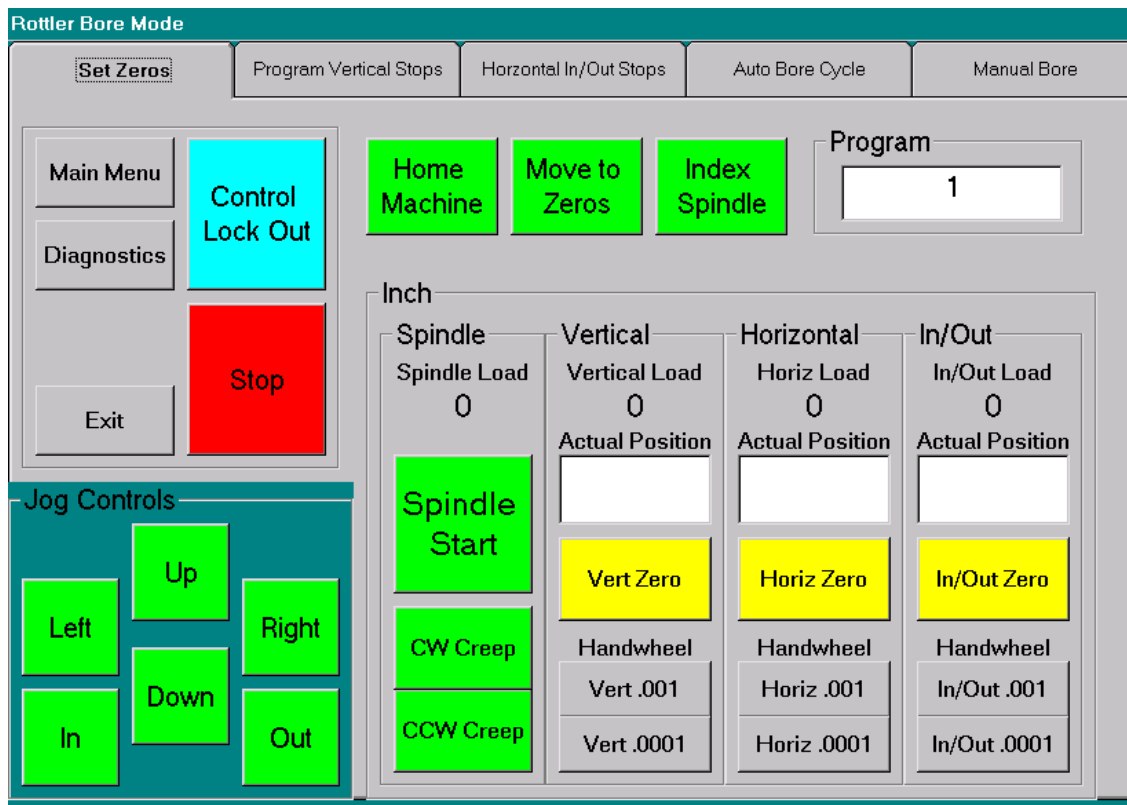 Rottler Bore Mode
Set Zeros
Program Vertical Stops
Horzontal In/Out Stops
Auto Bore Cycle
Manual Bore
Main Menu
Diagnostics
Exit
Control
Lock Out
Stop
Home
Machine
Move to
Zeros
Index
Spindle
Program
1
Jog Controls
Up
Left
Right
Down
In
Out
Inch
Spindle
Spindle Load
0
Spindle
Start
CW Creep
CCW Creep
Vertical
Vertical Load
0
Actual Position
Vert Zero
Handwheel
Vert .001
Vert .0001
Horizontal
Horiz Load
0
Actual Position
Horiz Zero
Handwheel
Horiz .001
Horiz .0001
In/Out
In/Out Load
0
Actual Position
In/Out Zero
Handwheel
In/Out .001
In/Out .0001